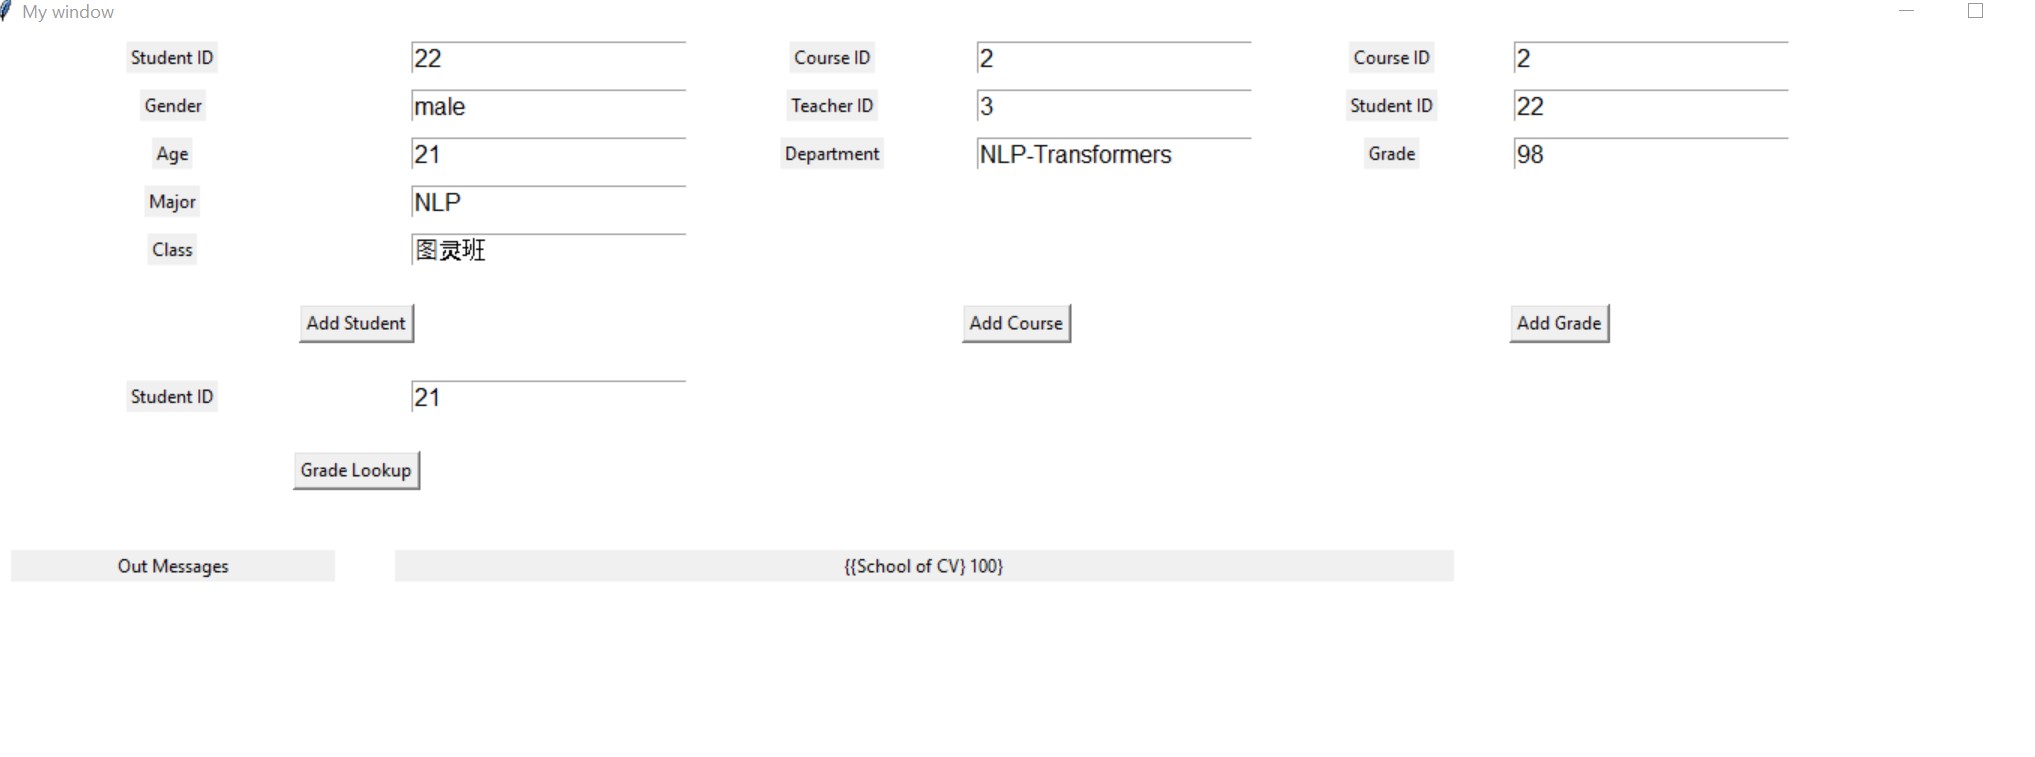 My window
Student ID 22 Course ID 2 Course ID 2
Gender male Teacher ID 3 Student ID 22
Age 21 Department NLP-Transformers Grade 98
Major NLP
Class 图灵班
Add Student Add Course Add Grade
Student ID 21
Grade Lookup
Out Messages {{School of CV} 100}